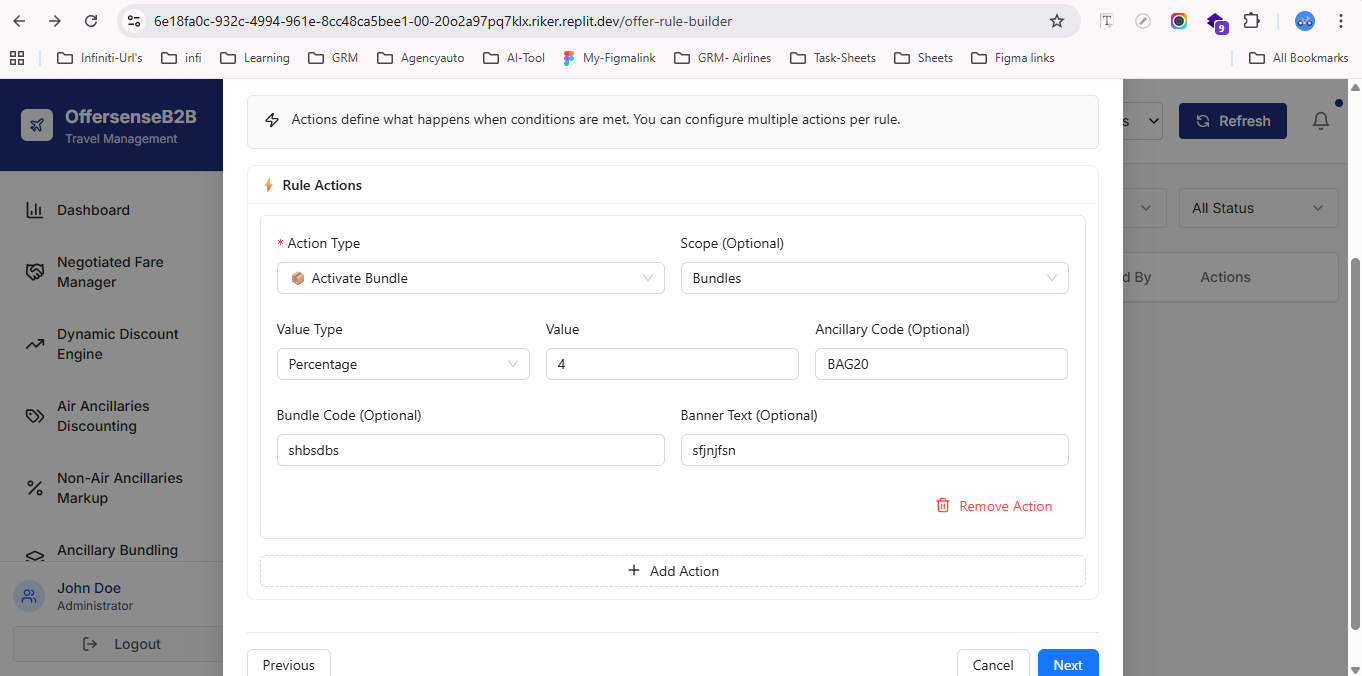 6e18fa0c-932c-4994-961e-8cc48ca5bee1-00-20o2a97pq7klx.riker.replit.dev/offer-rule-builder
T
9
Infiniti-Url's
infi
Learning
GRM
Agencyauto
AI-Tool
My-Figmalink
GRM- Airlines
Task-Sheets
Sheets
Figma links
All Bookmarks
OffersenseB2B
Travel Management
Dashboard
Negotiated Fare
Manager
Dynamic Discount
Engine
Air Ancillaries
Discounting
Non-Air Ancillaries
Markup
Ancillary Bundling
John Doe
Administrator
Logout
Actions define what happens when conditions are met. You can configure multiple actions per rule.
Rule Actions
* Action Type
Activate Bundle
Scope (Optional)
Bundles
Value Type
Percentage
Value
4
Ancillary Code (Optional)
BAG20
Bundle Code (Optional)
shbsdbs
Banner Text (Optional)
sfjnjfsn
Remove Action
+ Add Action
Previous
Cancel
Next
s
Refresh
All Status
d By
Actions